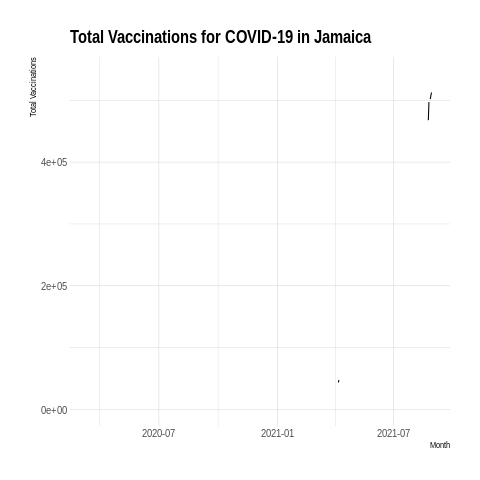 Total Vaccinations for COVID-19 in Jamaica
Total Vaccinations
4e+05
2e+05
0e+00
2020-07
2021-01
2021-07
Month